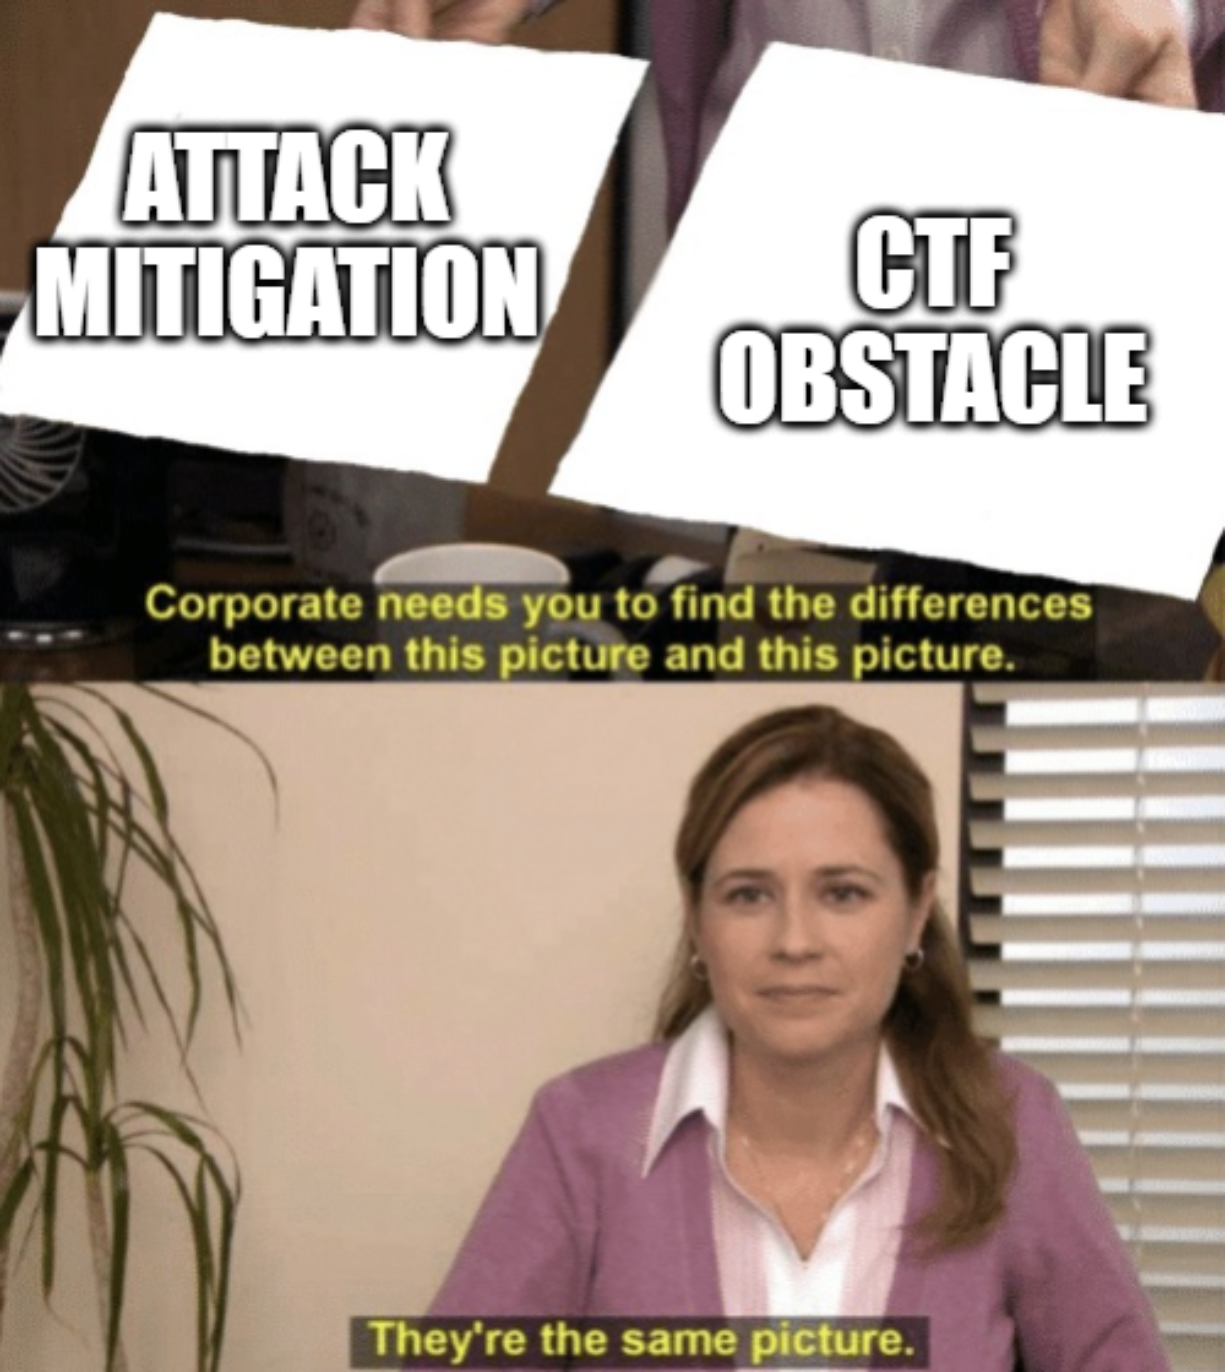 ATTACK
MITIGATION
CTF
OBSTACLE
Corporate needs you to find the differences
between this picture and this picture.
They're the same picture.